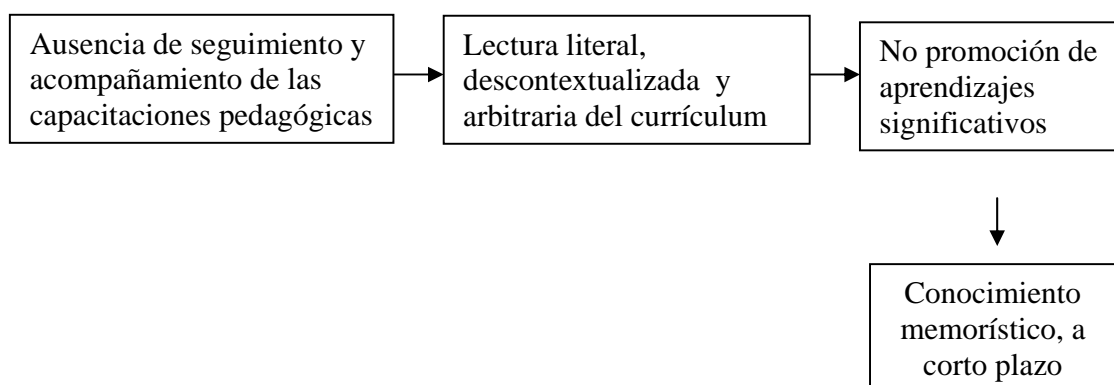 Ausencia de seguimiento y
acompañamiento de las
capacitaciones pedagógicas
Lectura literal,
descontextualizada y
arbitraria del currículum
No promoción de
aprendizajes
significativos
Conocimiento
memorístico, a
corto plazo